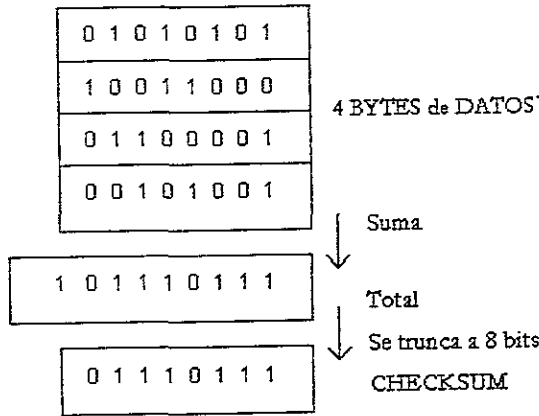 0 1 0 1 0 1 0 1
1 0 0 1 1 0 0 0
0 1 1 0 0 0 0 1
0 0 1 0 1 0 0 1
4 BYTES de DATOS
Suma
1 0 1 1 1 0 1 1 1
Total
Se trunca a 8 bits
0 1 1 1 0 1 1 1
CHECKSUM